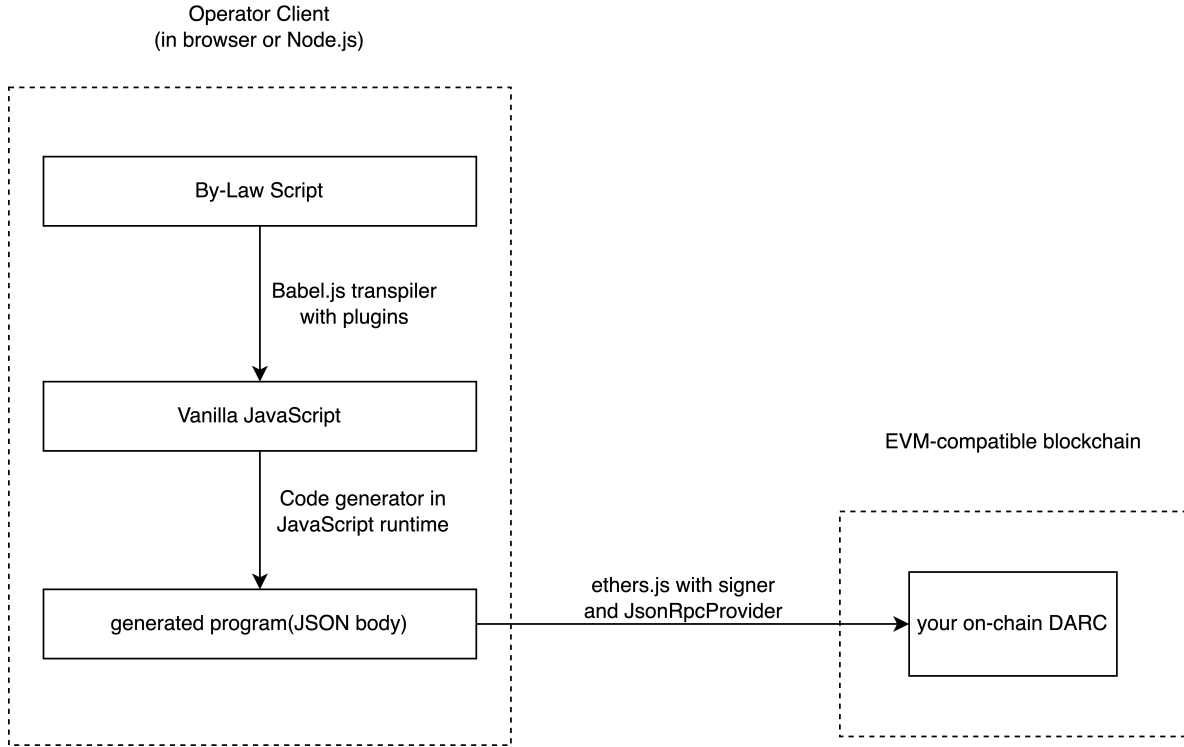 Operator Client
(in browser or Node.js)
By-Law Script
Babel.js transpiler
with plugins
Vanilla JavaScript
Code generator in
JavaScript runtime
generated program(JSON body)
ethers.js with signer
and JsonRpcProvider
EVM-compatible blockchain
your on-chain DARC